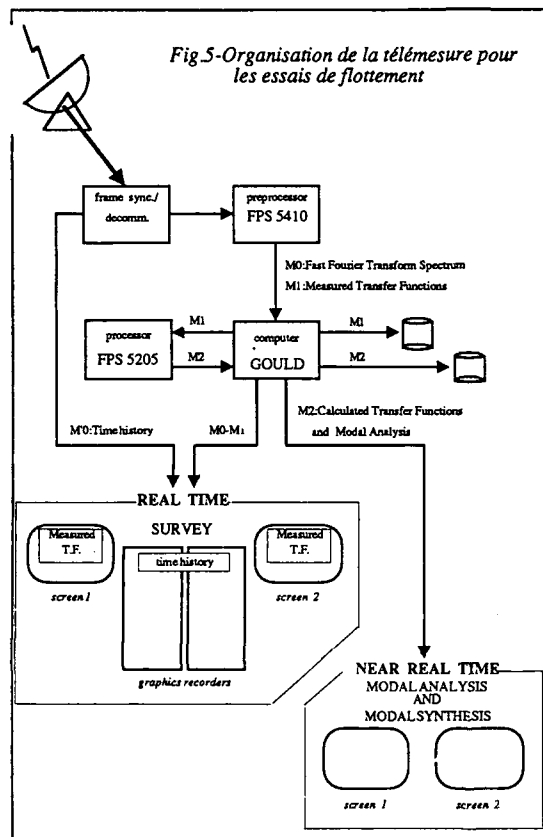 Fig.5-Organisation de la télémesure pour
les essais de flottement
frame sync./
decomm.
preprocessor
FPS 5410
M0:Fast Fourier Transform Spectrum
M1:Measured Transfer Functions
processor
FPS 5205
M1
M2
computer
GOULD
M1
M2
M'0:Time history
M0-M1
M2:Calculated Transfer Functions
and Modal Analysis
REAL TIME
SURVEY
Measured
T.F.
screen 1
time history
Measured
T.F.
screen 2
graphics recorders
NEAR REAL TIME
MODAL ANALYSIS
AND
MODAL SYNTHESIS
screen 1
screen 2